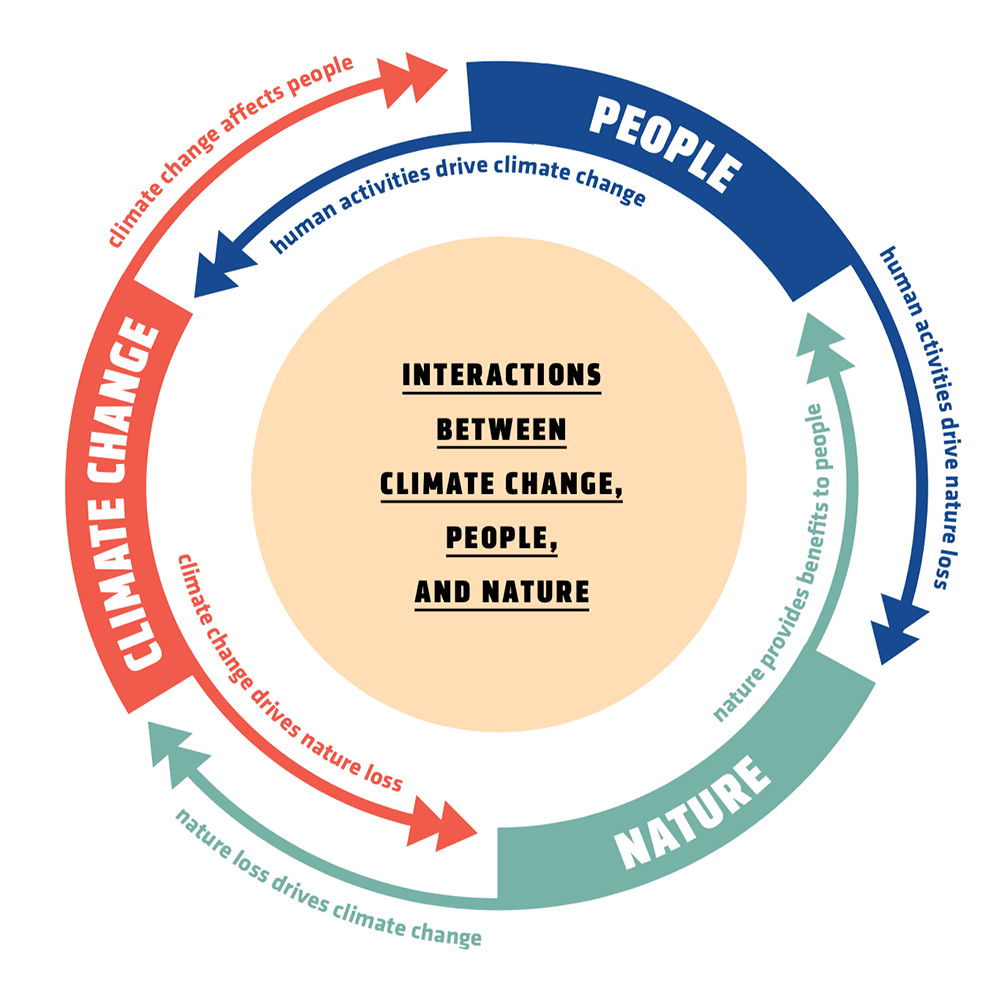 climate change affects people
PEOPLE
human activities drive climate change
human activities drive nature loss
CLIMATE CHANGE
INTERACTIONS
BETWEEN
CLIMATE CHANGE,
PEOPLE,
AND NATURE
nature provides benefits to people
climate change drives nature loss
NATURE
nature loss drives climate change